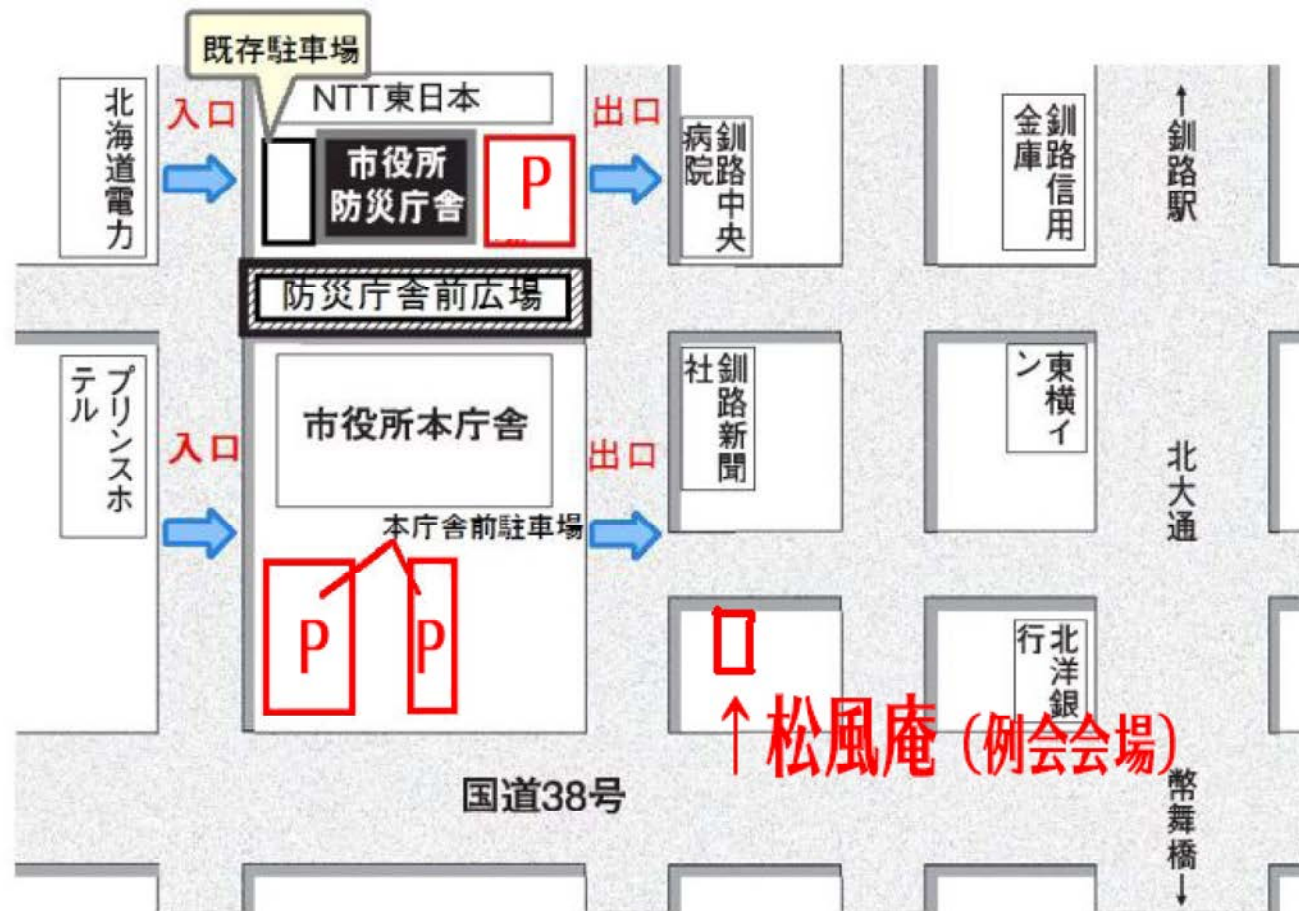 既存駐車場
NTT東日本
北海道電力
入口
市役所
防災庁舎
P
出口
釧路中央
病院
釧路信用
金庫
↑釧路駅
防災庁舎前広場
プリンスホ
テル
入口
市役所本庁舎
出口
釧路新聞
社
東横イ
ン
北大通
本庁舎前駐車場
P
P
北洋銀
行
↑松風庵（例会会場）
国道38号
幣舞橋↓